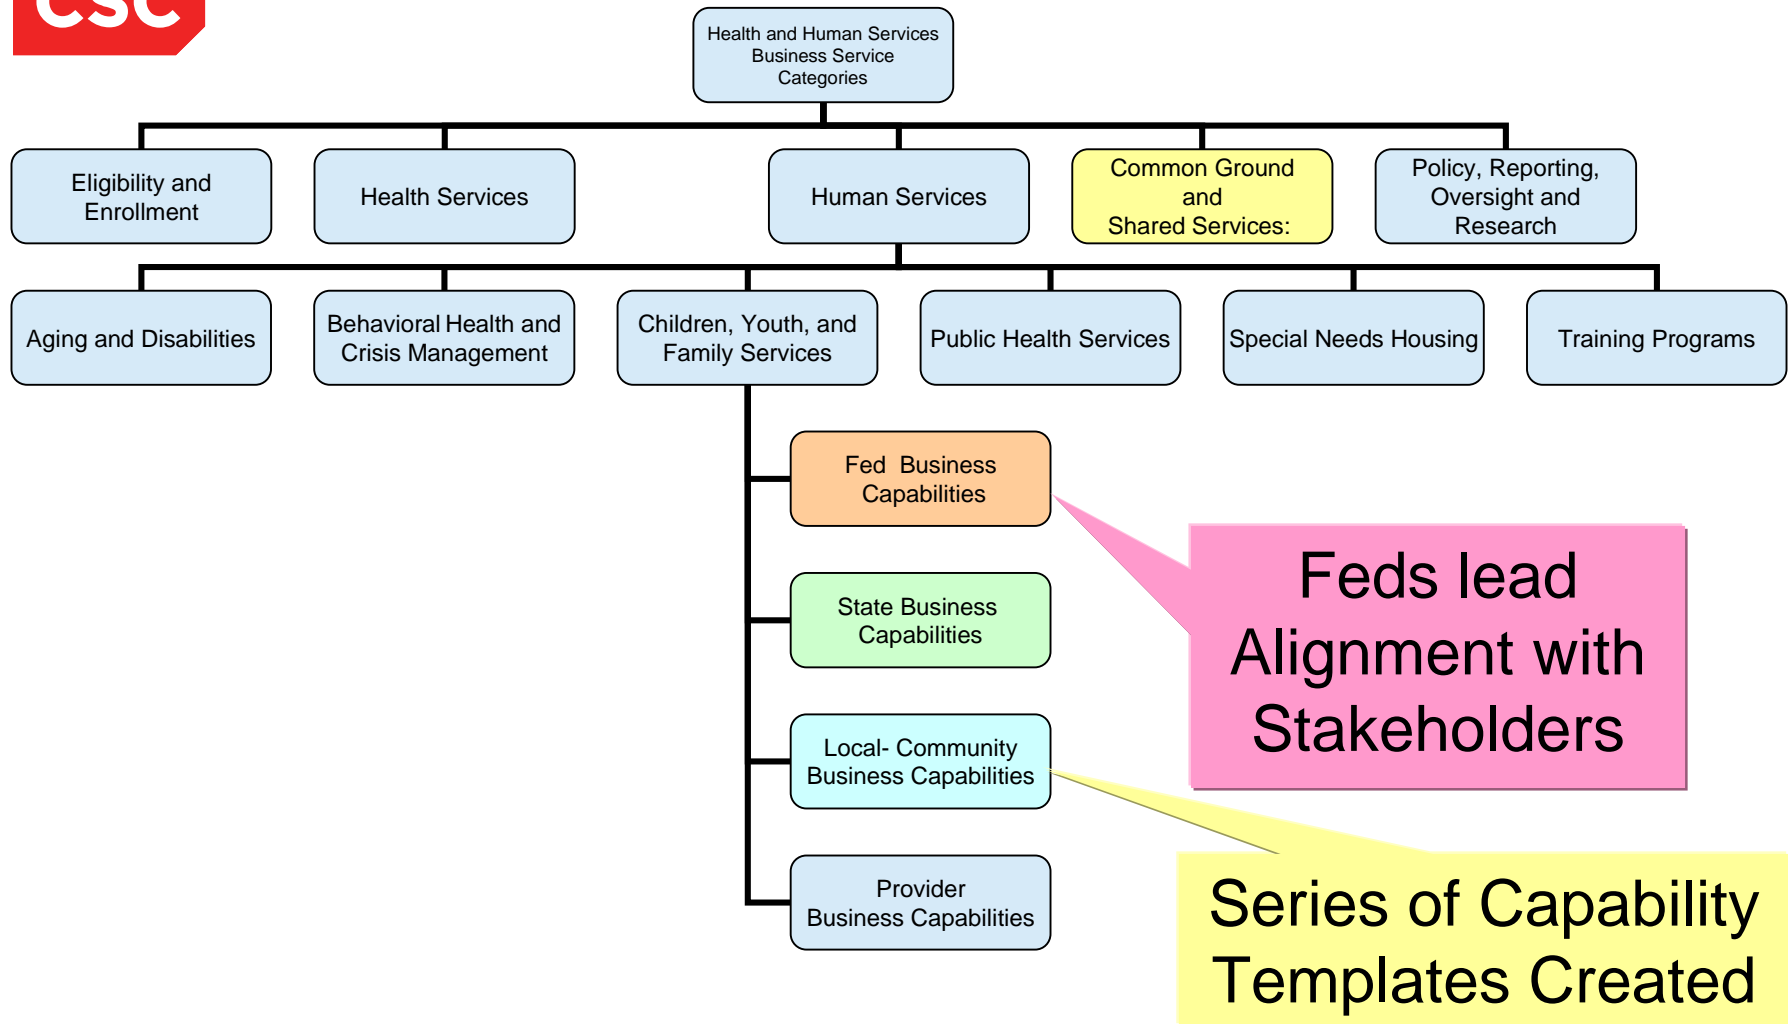 CSC
Health and Human Services
Business Service
Categories
Eligibility and
Enrollment
Health Services
Human Services
Common Ground
and
Shared Services:
Policy, Reporting,
Oversight and
Research
Aging and Disabilities
Behavioral Health and
Crisis Management
Children, Youth, and
Family Services
Public Health Services
Special Needs Housing
Training Programs
Fed Business
Capabilities
State Business
Capabilities
Local- Community
Business Capabilities
Provider
Business Capabilities
Feds lead
Alignment with
Stakeholders
Series of Capability
Templates Created